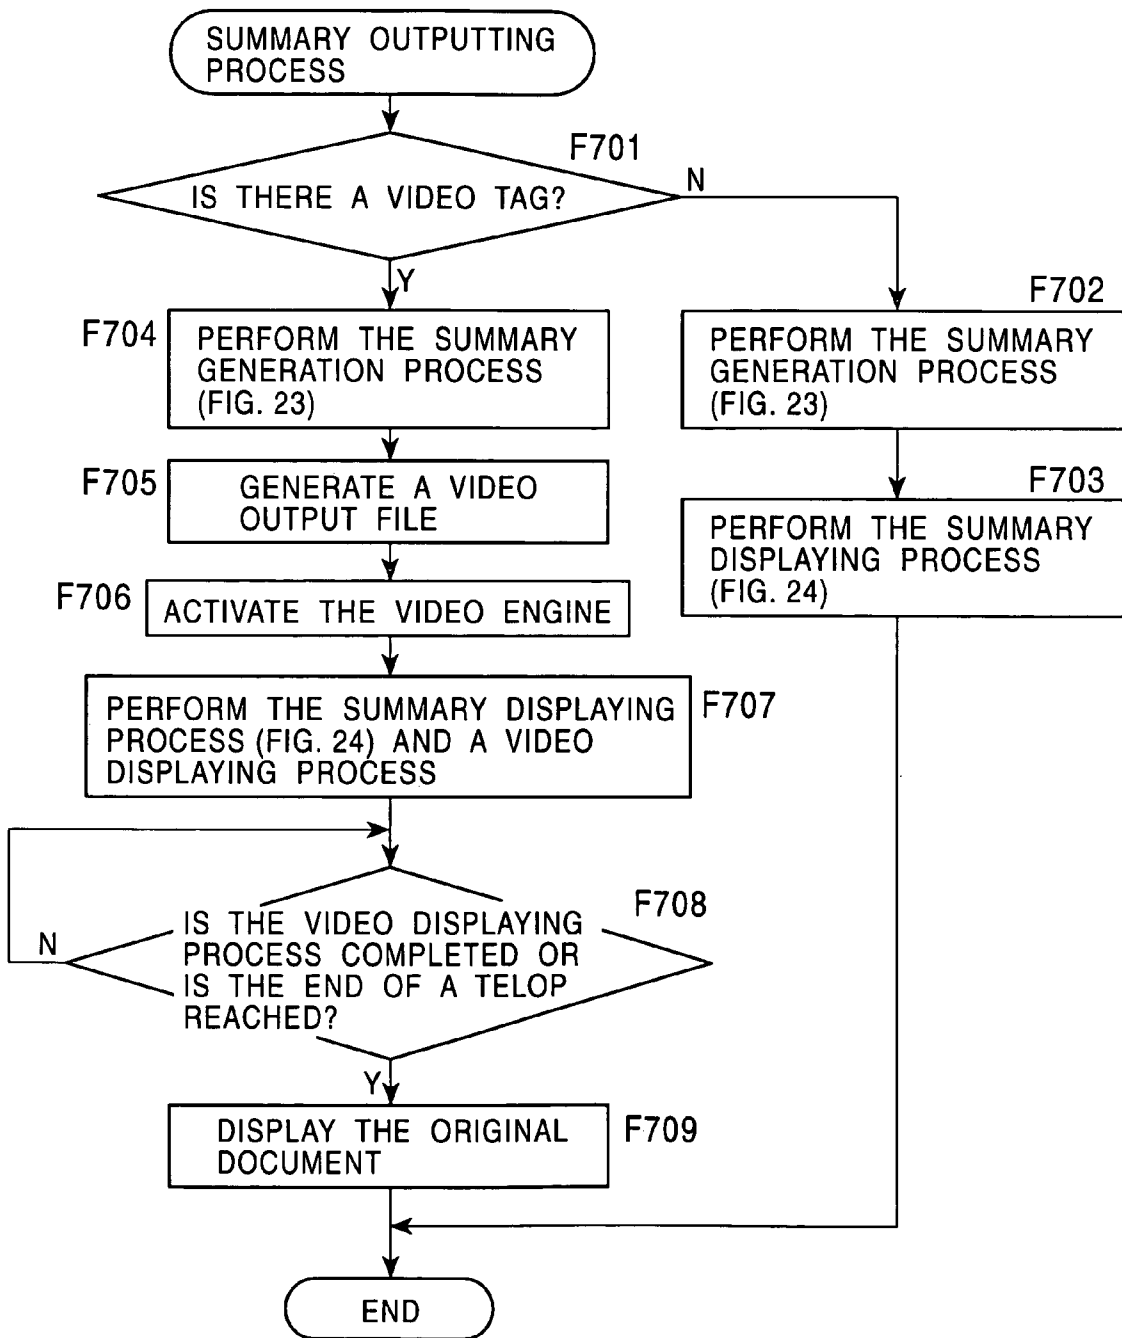 SUMMARY OUTPUTTING
PROCESS
F701
IS THERE A VIDEO TAG?
N
Y
F702
PERFORM THE SUMMARY
GENERATION PROCESS
(FIG. 23)
F703
PERFORM THE SUMMARY
DISPLAYING PROCESS
(FIG. 24)
F704
PERFORM THE SUMMARY
GENERATION PROCESS
(FIG. 23)
F705
GENERATE A VIDEO
OUTPUT FILE
F706
ACTIVATE THE VIDEO ENGINE
F707
PERFORM THE SUMMARY DISPLAYING
PROCESS (FIG. 24) AND A VIDEO
DISPLAYING PROCESS
F708
IS THE VIDEO DISPLAYING
PROCESS COMPLETED OR
IS THE END OF A TELOP
REACHED?
N
Y
F709
DISPLAY THE ORIGINAL
DOCUMENT
END